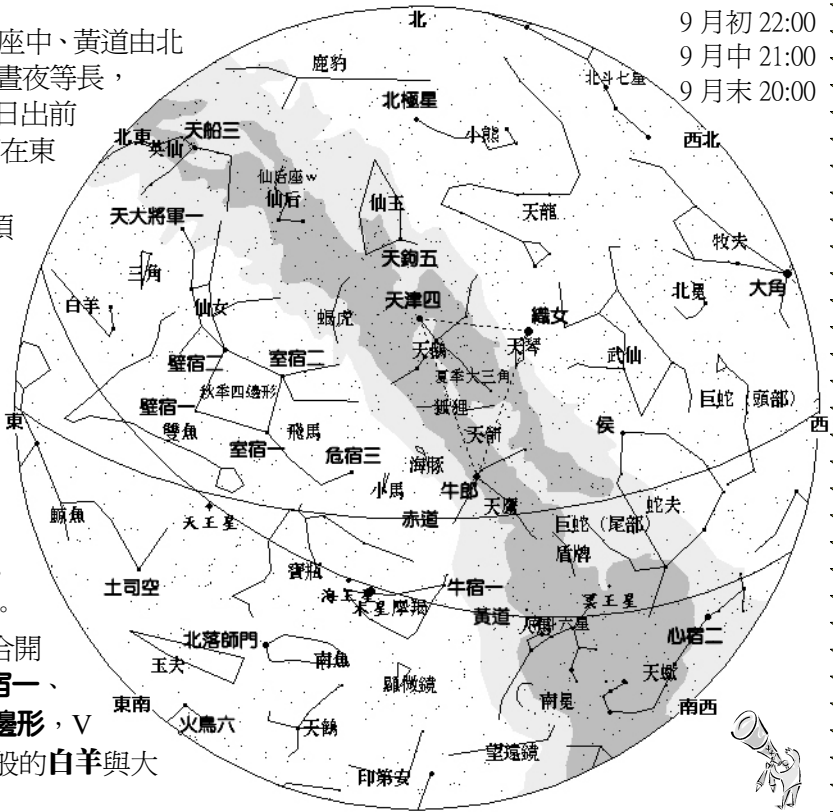 座中、黃道由北
晝夜等長，
日出前
在東
頂
。
合開
宿一、
邊形，V
般的白羊與大
9 月初 22:00
9 月中 21:00
9 月末 20:00
北
鹿豹
北斗七星
北極星
小熊
西北
北東
天船三
英仙
仙后座w
仙后
仙王
天龍
天大將軍一
牧夫
天鉤五
三角
大角
北冕
白羊
仙女
天津四
織女
蝎虎
天鵝
天琴
武仙
壁宿二
室宿二
夏季大三角
秋季四邊形
巨蛇（頭部）
狐狸
壁宿一
東
侯
西
雙魚
飛馬
天箭
室宿一
危宿三
海豚
小馬
牛郎
天鷹
蛇夫
鯨魚
天王星
赤道
巨蛇（尾部）
盾牌
寶瓶
土司空
海王星
木星
摩羯
牛宿一
冥王星
黃道
南斗六星
心宿二
北落師門
玉夫
南魚
顯微鏡
天蠍
東南
南冕
南西
火鳥六
天鶴
望遠鏡
印第安